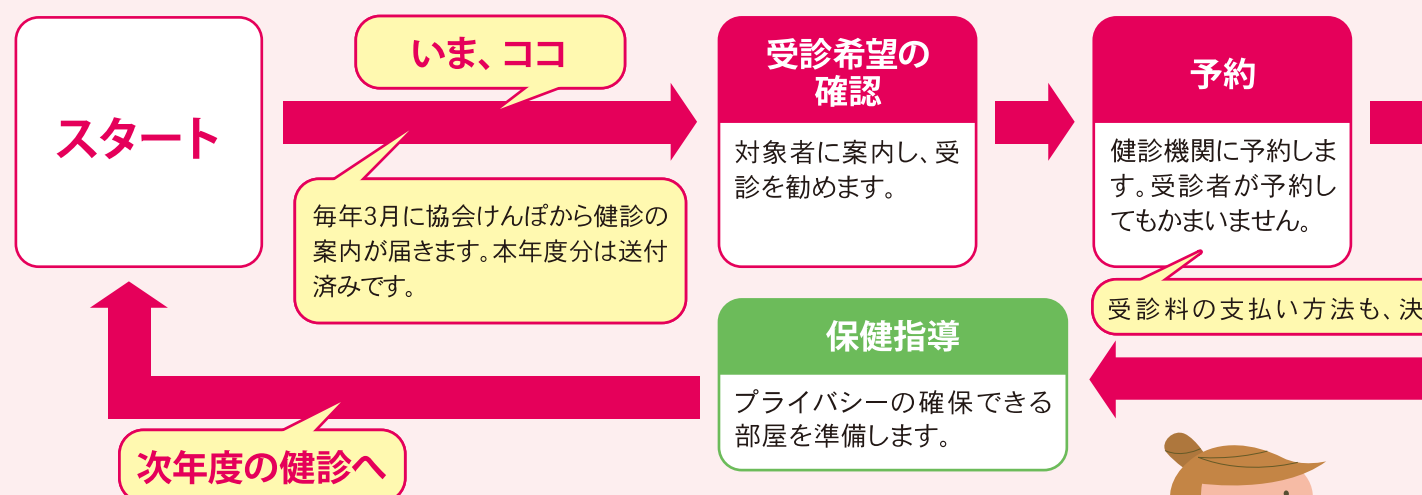 スタート
いま、ココ
毎年3月に協会けんぽから健診の
案内が届きます。本年度分は送付
済みです。
受診希望の
確認
対象者に案内し、受
診を勧めます。
予約
健診機関に予約しま
す。受診者が予約し
てもかまいません。
受診料の支払い方法も、決
保健指導
プライバシーの確保できる
部屋を準備します。
次年度の健診へ